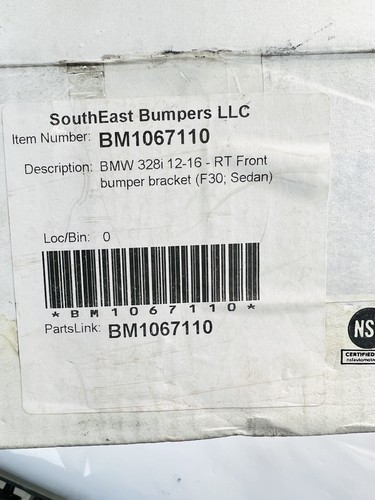 SouthEast Bumpers LLC
Item Number: BM1067110
Description: BMW 328i 12-16 - RT Front
bumper bracket (F30; Sedan)
Loc/Bin: 0
*BM1067110*
PartsLink: BM1067110
NS
CERTIFIED
nsfautomotiv